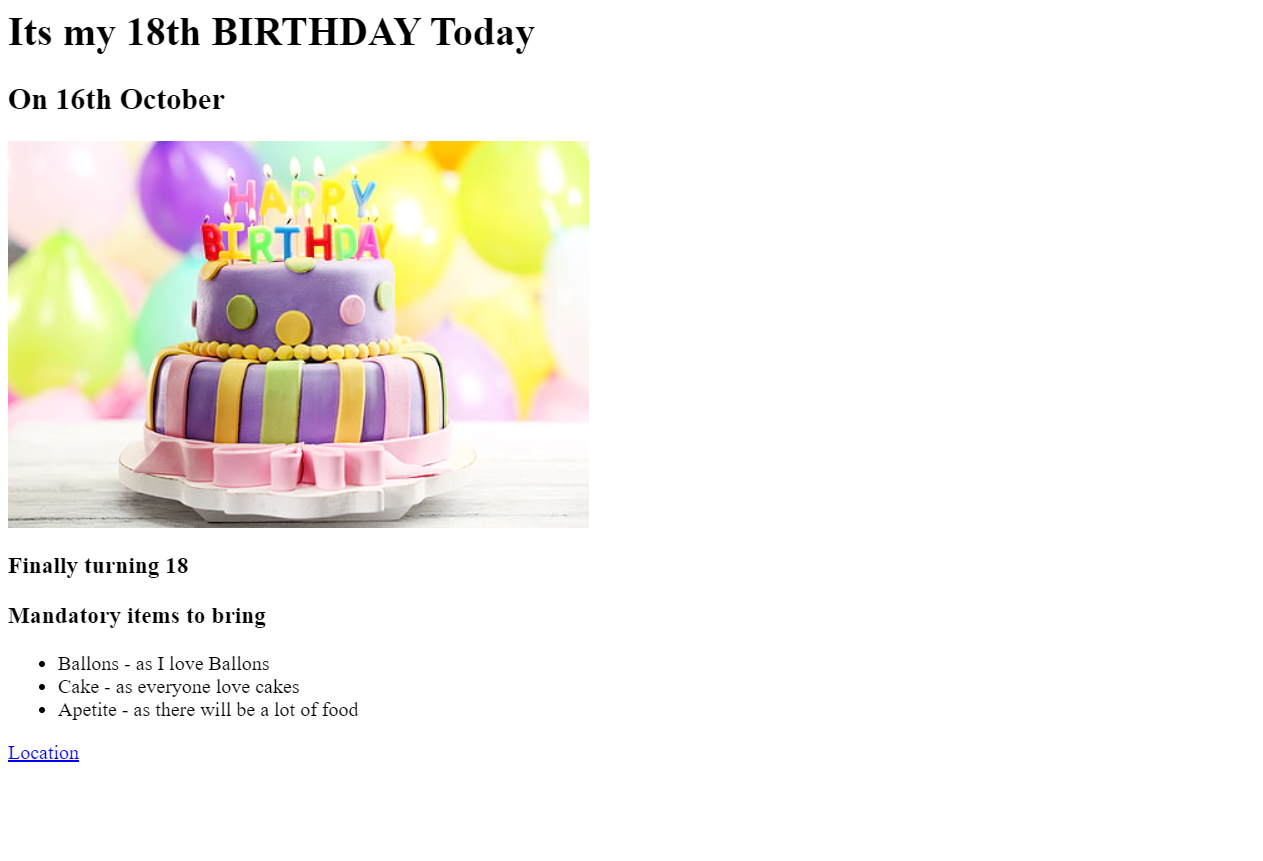 Its my 18th BIRTHDAY Today
On 16th October
HAPPY
BIRTHDAY
Finally turning 18
Mandatory items to bring
Ballons - as I love Ballons
Cake - as everyone love cakes
Apetite - as there will be a lot of food
Location